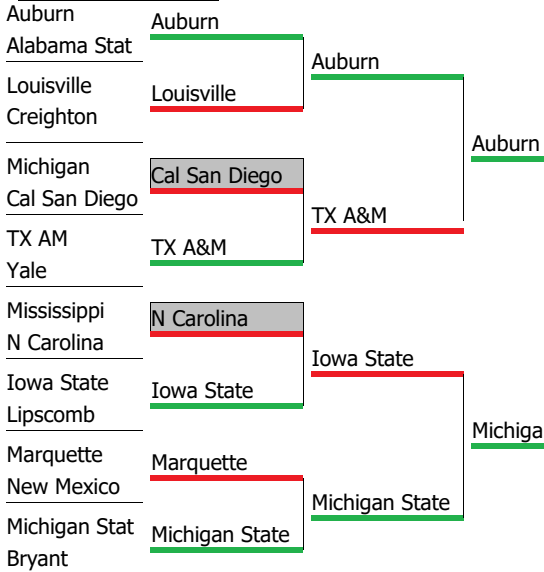 Auburn
Alabama Stat
Louisville
Creighton
Michigan
Cal San Diego
TX AM
Yale
Mississippi
N Carolina
Iowa State
Lipscomb
Marquette
New Mexico
Michigan Stat
Bryant
Auburn
Louisville
Cal San Diego
TX A&M
N Carolina
Iowa State
Marquette
Michigan State
Auburn
TX A&M
Iowa State
Michigan State
Auburn
Michiga